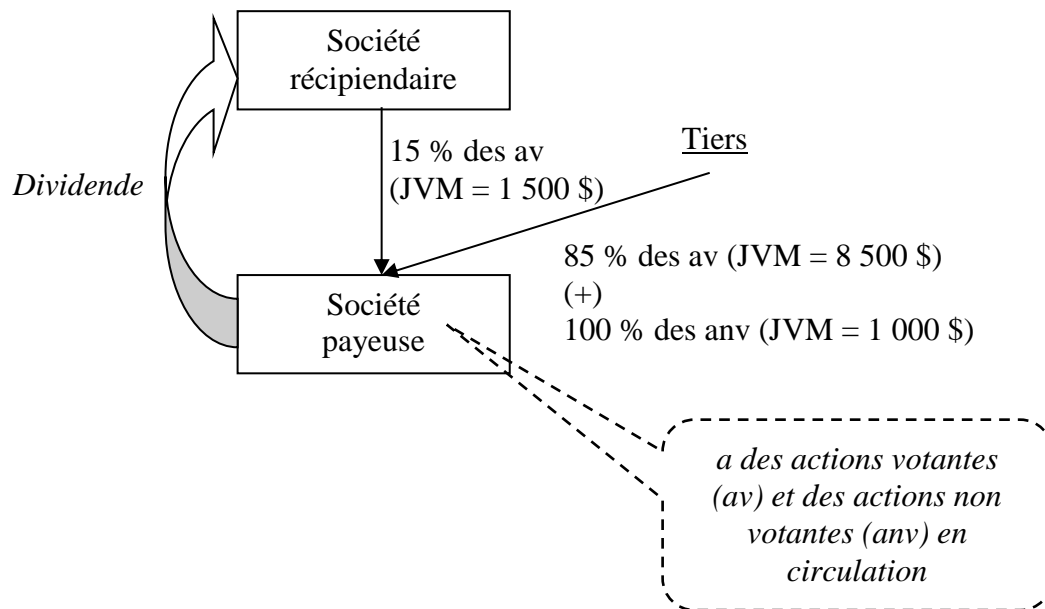 Société
récipiendaire
15 % des av
(JVM = 1 500 $)
Tiers
Dividende
85 % des av (JVM = 8 500 $)
(+)
100 % des anv (JVM = 1 000 $)
Société
payeuse
a des actions votantes
(av) et des actions non
votantes (anv) en
circulation